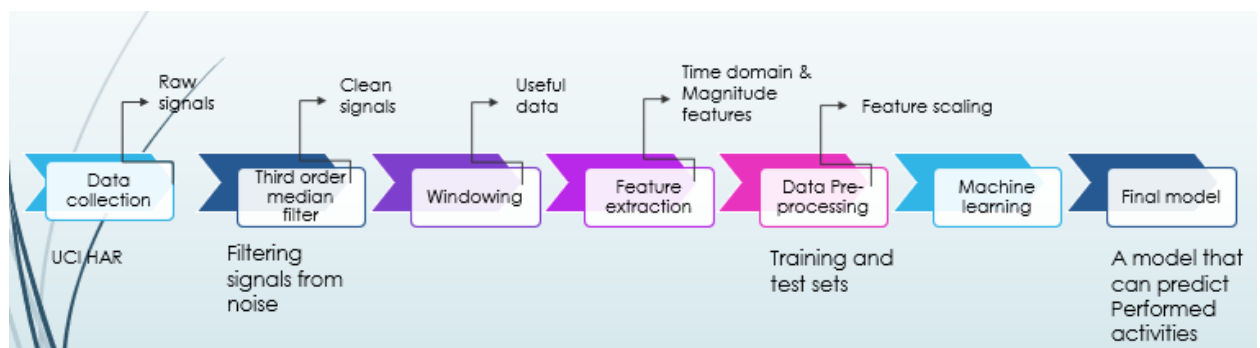 Raw
signals
Clean
signals
Useful
data
Time domain &
Magnitude
features
Feature scaling
Data
collection
Third order
median
filter
Windowing
Feature
extraction
Data Pre-
processing
Machine
learning
Final model
UCI HAR
Filtering
signals from
noise
Training and
test sets
A model that
can predict
Performed
activities